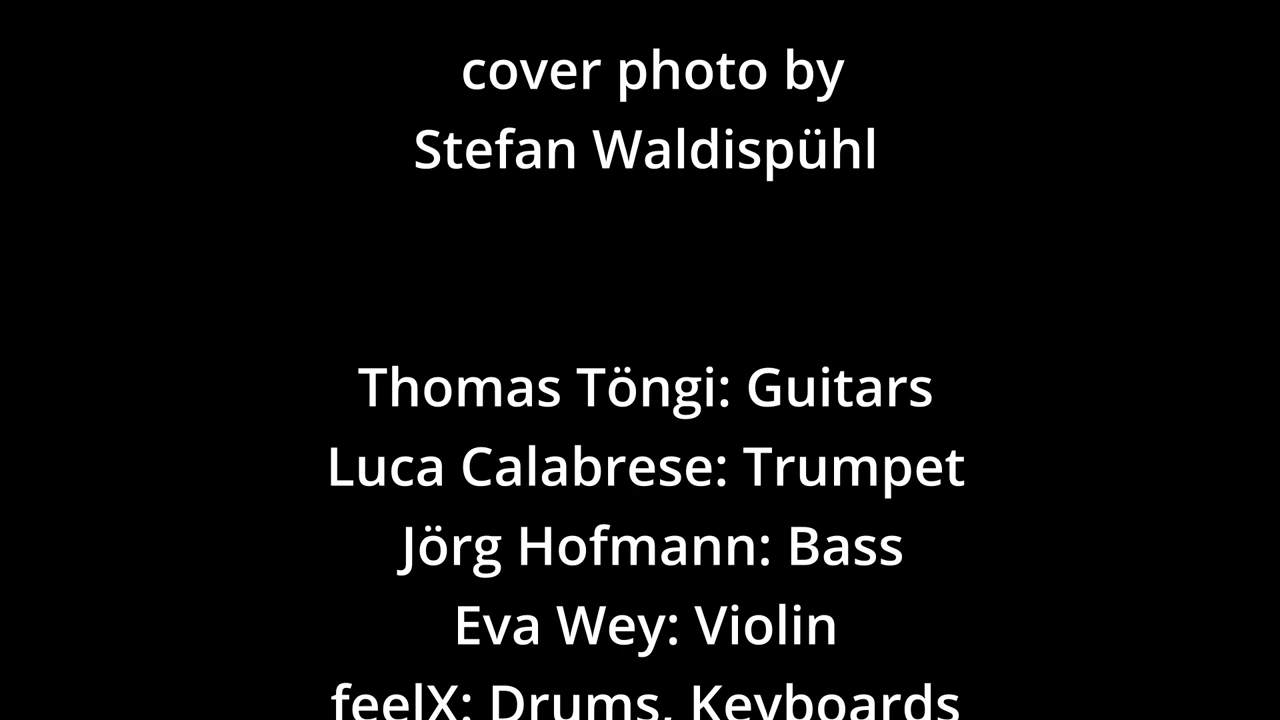 cover photo by
Stefan Waldispühl
Thomas Töngi: Guitars
Luca Calabrese: Trumpet
Jörg Hofmann: Bass
Eva Wey: Violin
feelX: Drums, Keyboards